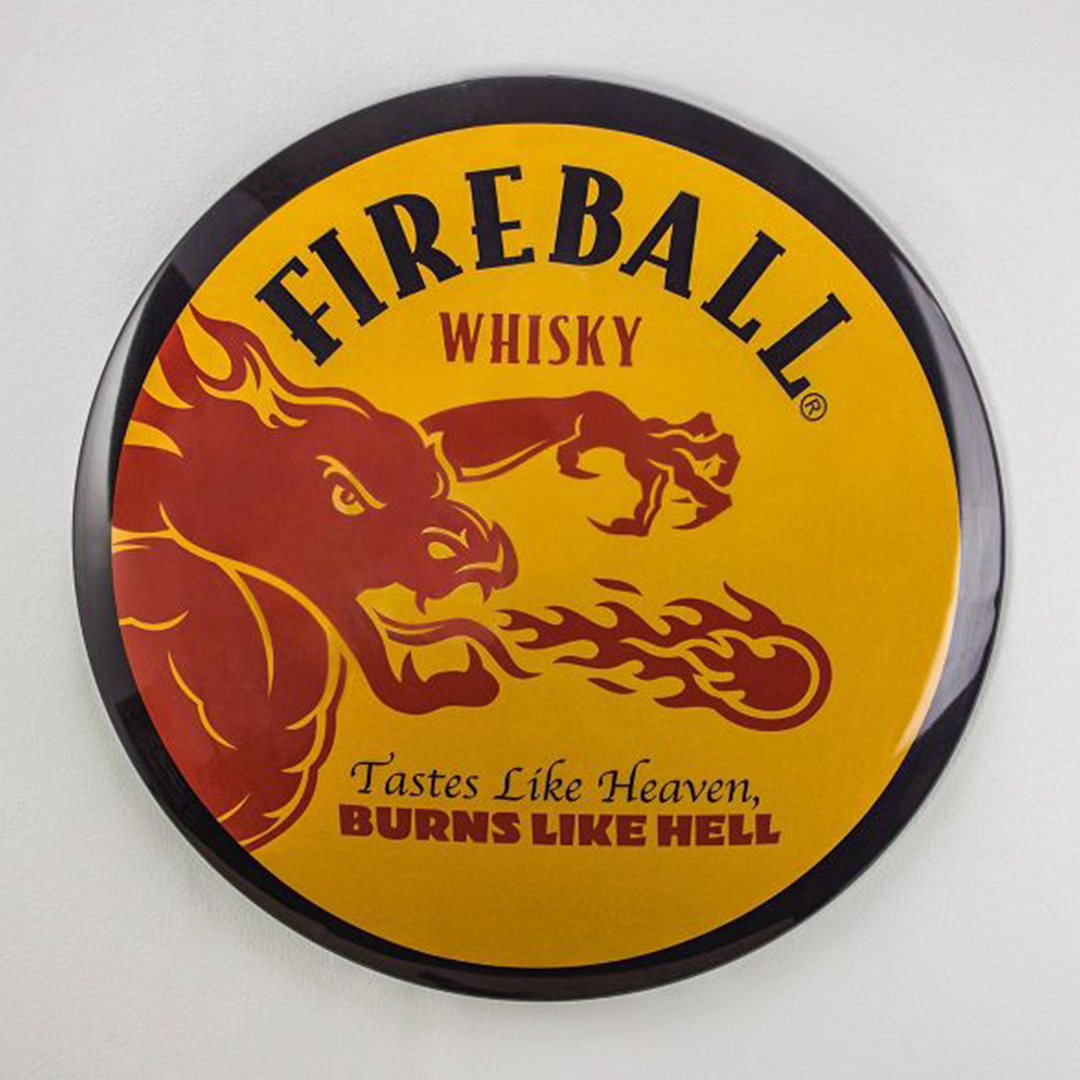 FIREBALL®
WHISKY
Tastes Like Heaven,
BURNS LIKE HELL